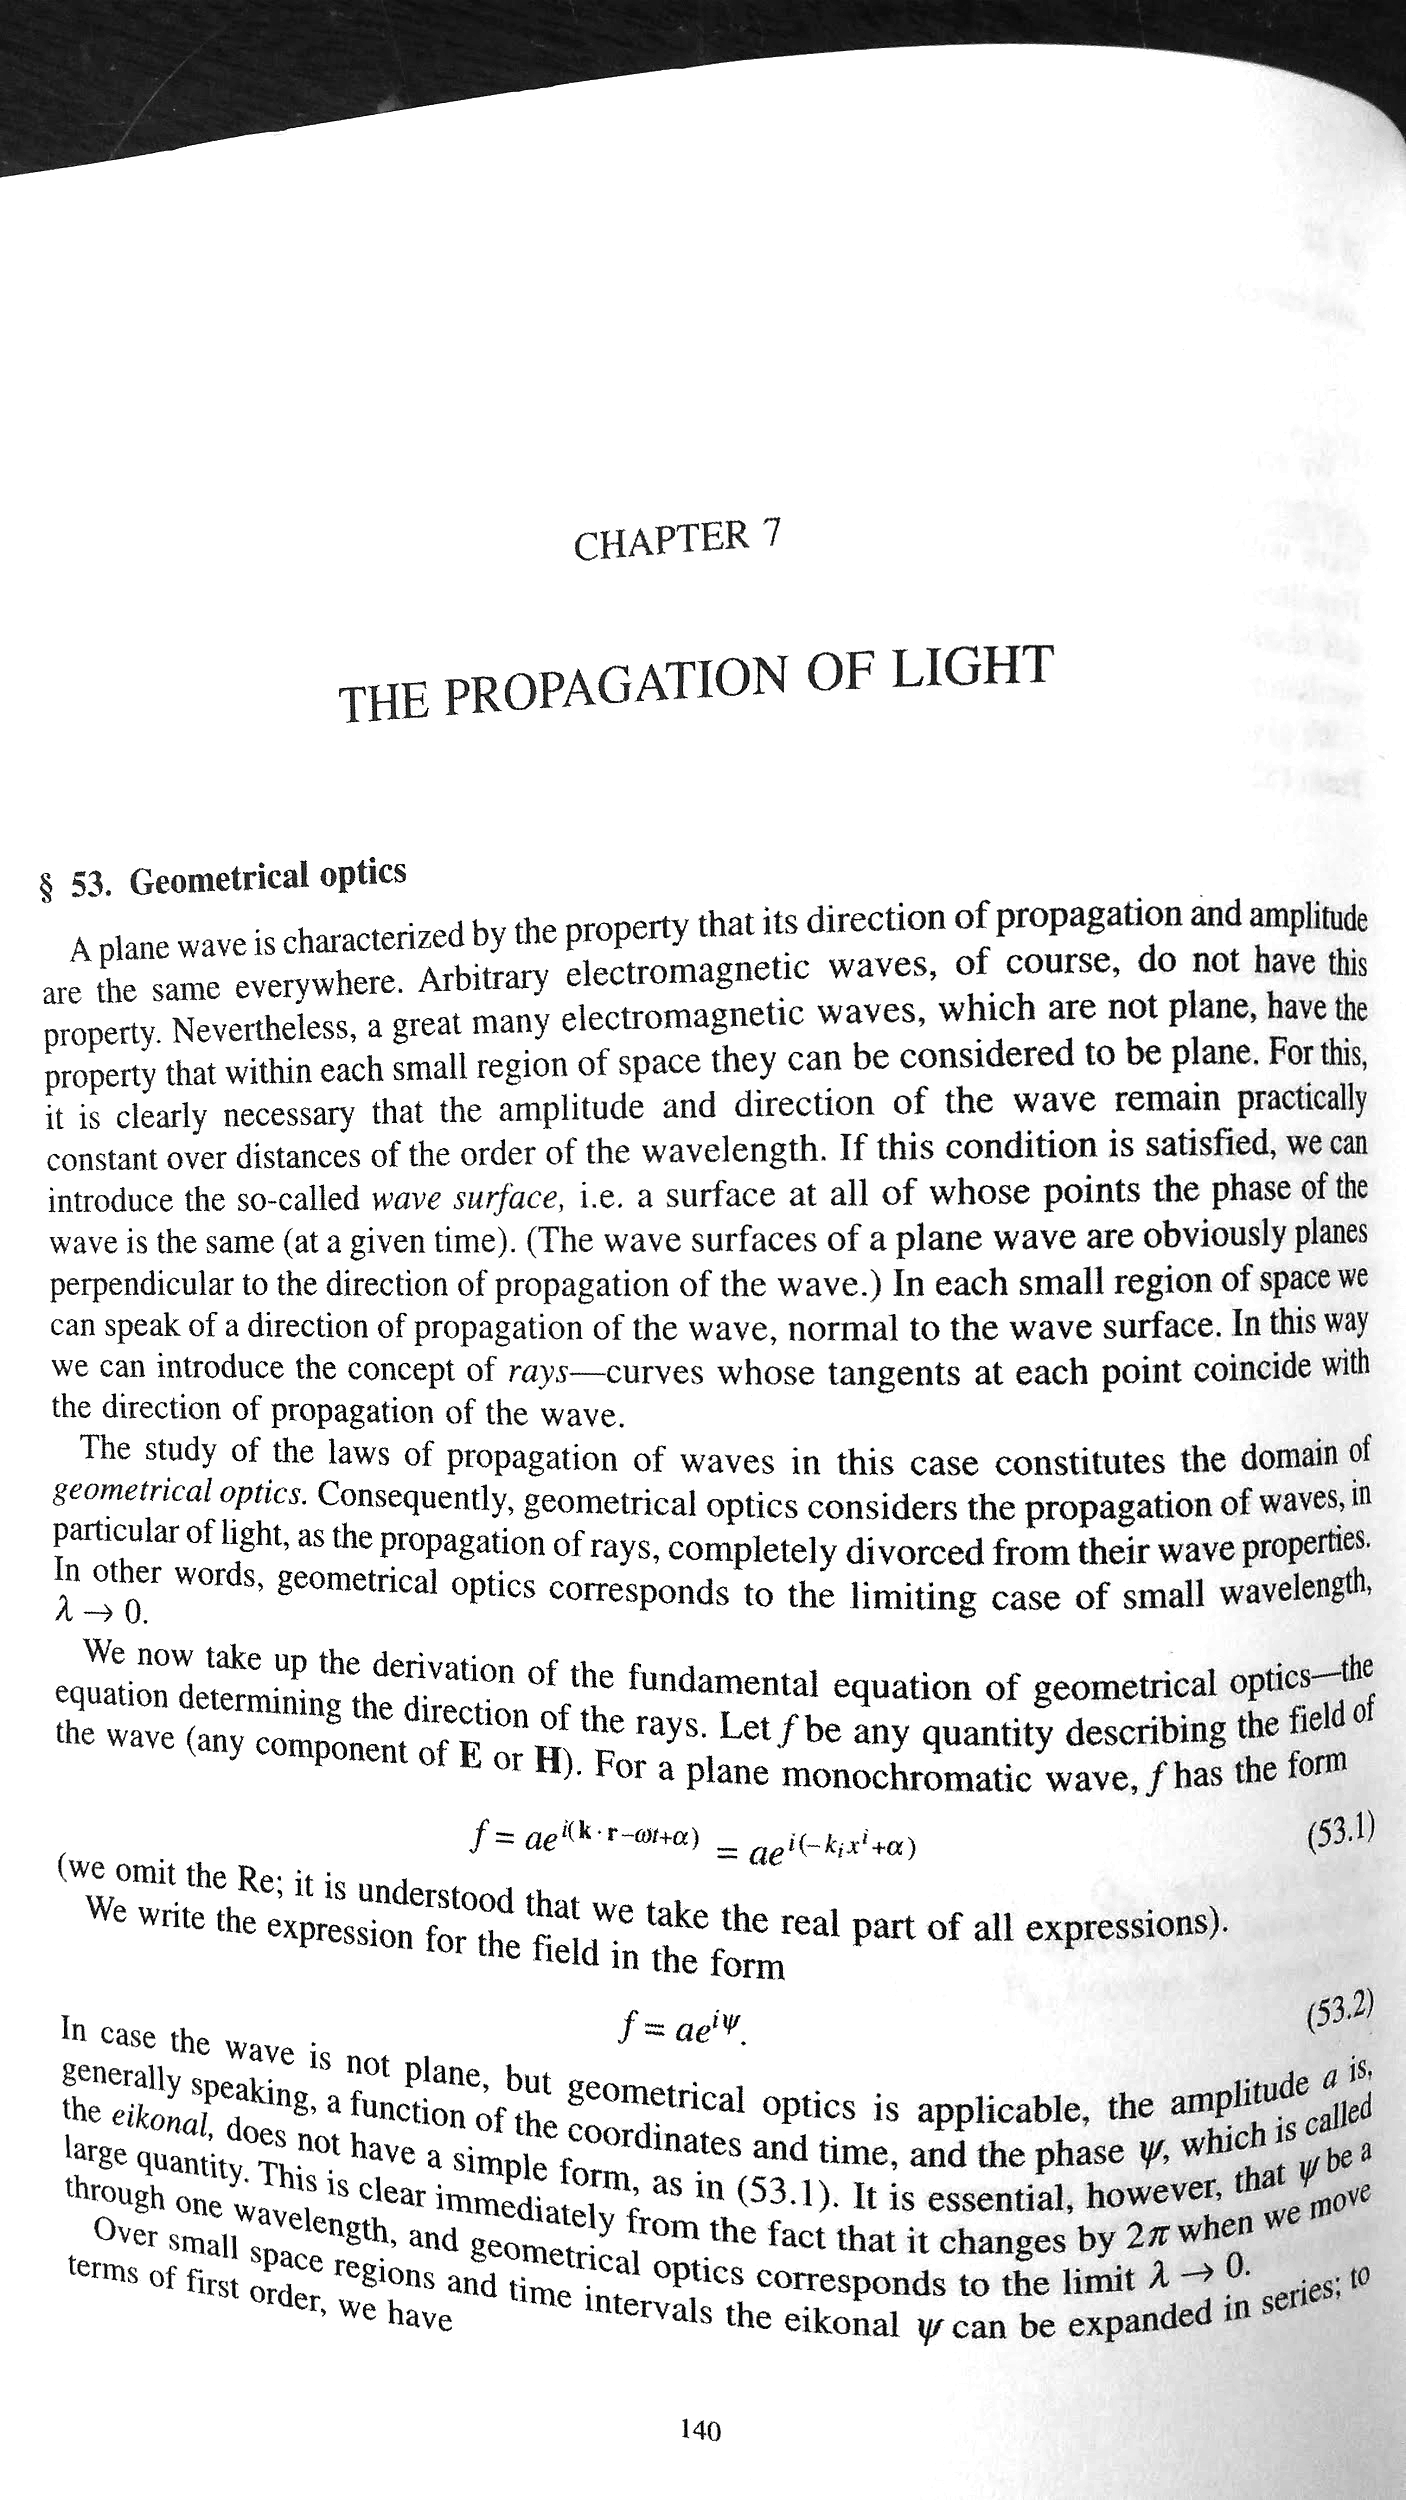 CHAPTER 7
THE PROPAGATION OF LIGHT
§ 53. Geometrical optics
A plane wave is characterized by the property that its direction of propagation and amplitude
are the same everywhere. Arbitrary electromagnetic waves, of course, do not have this
property. Nevertheless, a great many electromagnetic waves, which are not plane, have the
property that within each small region of space they can be considered to be plane. For this,
it is clearly necessary that the amplitude and direction of the wave remain practically
constant over distances of the order of the wavelength. If this condition is satisfied, we can
introduce the so-called wave surface, i.e. a surface at all of whose points the phase of the
wave is the same (at a given time). (The wave surfaces of a plane wave are obviously planes
perpendicular to the direction of propagation of the wave.) In each small region of space we
can speak of a direction of propagation of the wave, normal to the wave surface. In this way
we can introduce the concept of rays—curves whose tangents at each point coincide with
the direction of propagation of the wave.
The study of the laws of propagation of waves in this case constitutes the domain of
geometrical optics. Consequently, geometrical optics considers the propagation of waves, in
particular of light, as the propagation of rays, completely divorced from their wave properties.
In other words, geometrical optics corresponds to the limiting case of small wavelength,
λ → 0.
We now take up the derivation of the fundamental equation of geometrical optics—the
equation determining the direction of the rays. Let f be any quantity describing the field of
the wave (any component of E or H). For a plane monochromatic wave, f has the form
f = ae^{i(k · r−ωt+α)} = ae^{i(−k_i x^i+α)} (53.1)
(we omit the Re; it is understood that we take the real part of all expressions).
We write the expression for the field in the form
f = ae^{iψ}. (53.2)
In case the wave is not plane, but geometrical optics is applicable, the amplitude a is,
generally speaking, a function of the coordinates and time, and the phase ψ, which is called
the eikonal, does not have a simple form, as in (53.1). It is essential, however, that ψ be a
large quantity. This is clear immediately from the fact that it changes by 2π when we move
through one wavelength, and geometrical optics corresponds to the limit λ → 0.
Over small space regions and time intervals the eikonal ψ can be expanded in series; to
terms of first order, we have
140